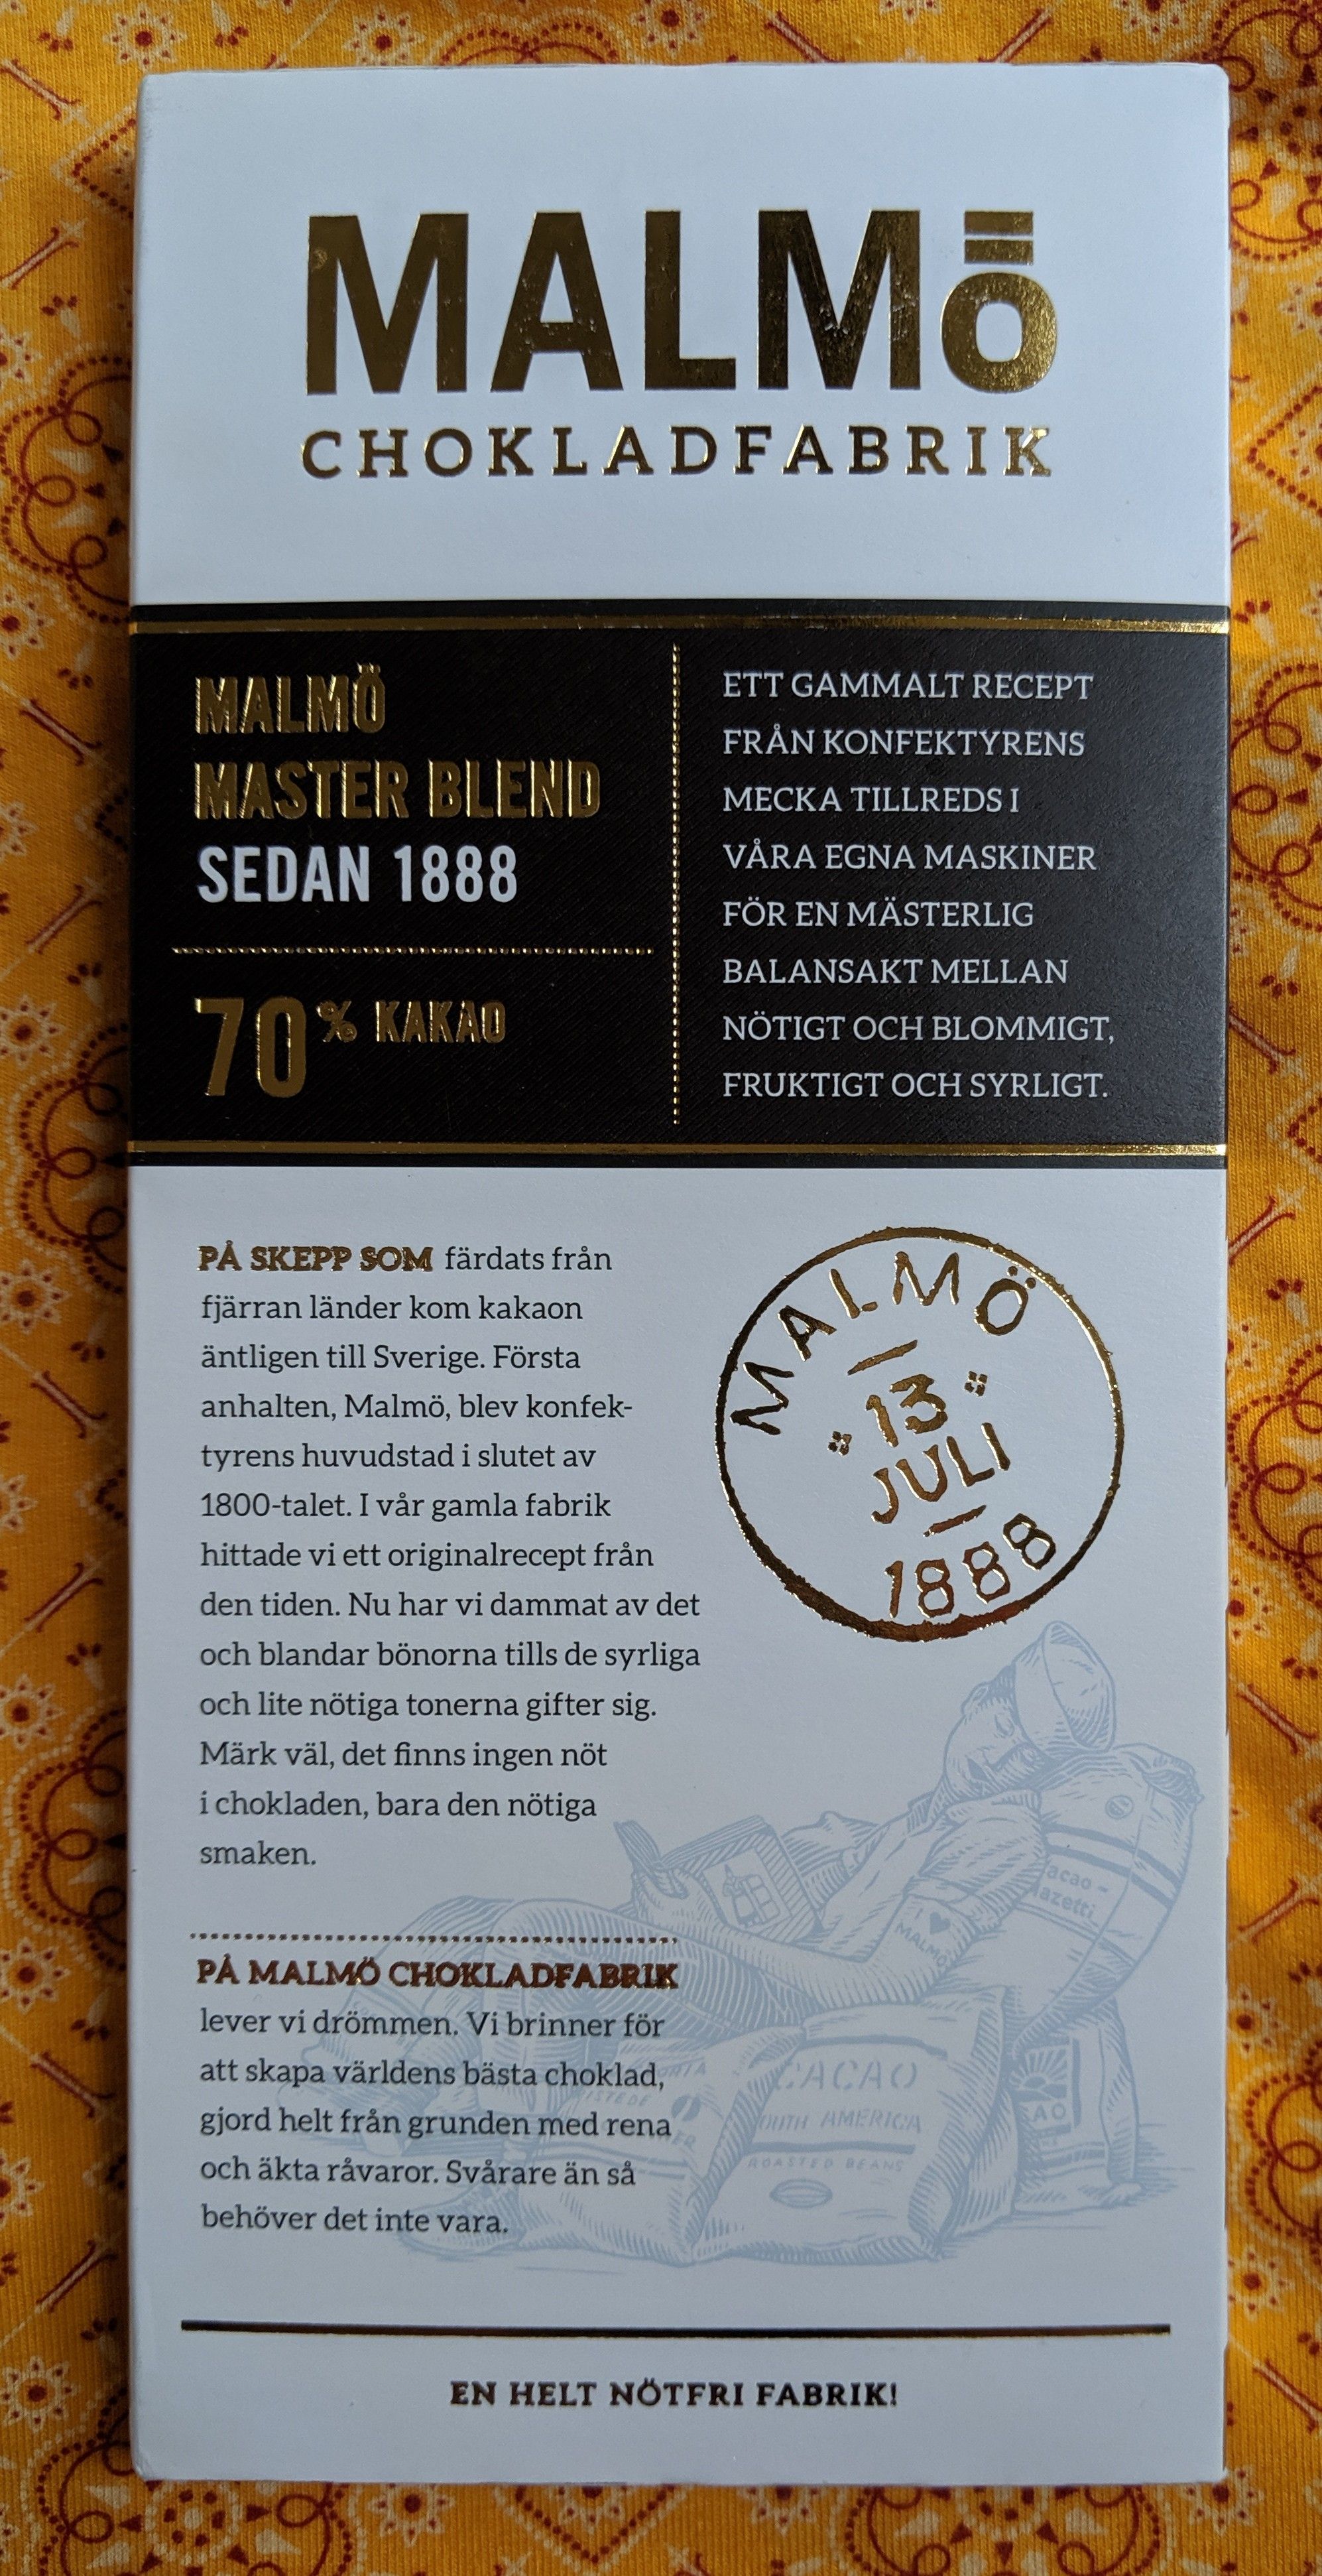 MALMÖ
CHOKLADFABRIK
MALMÖ
MASTER BLEND
SEDAN 1888
70% KAKAO
ETT GAMMALT RECEPT
FRÅN KONFEKTYRENS
MECKA TILLREDS I
VÅRA EGNA MASKINER
FÖR EN MÄSTERLIG
BALANSAKT MELLAN
NÖTIGT OCH BLOMMIGT,
FRUKTIGT OCH SYRLIGT.
PÅ SKEPP SOM färdats från
fjärran länder kom kakaon
äntligen till Sverige. Första
anhalten, Malmö, blev konfek-
tyrens huvudstad i slutet av
1800-talet. I vår gamla fabrik
hittade vi ett originalrecept från
den tiden. Nu har vi dammat av det
och blandar bönorna tills de syrliga
och lite nötiga tonerna gifter sig.
Märk väl, det finns ingen nöt
i chokladen, bara den nötiga
smaken.
MALMÖ
13
JULI
1888
I ♥
MALMÖ
PÅ MALMÖ CHOKLADFABRIK
lever vi drömmen. Vi brinner för
att skapa världens bästa choklad,
gjord helt från grunden med rena
och äkta råvaror. Svårare än så
behöver det inte vara.
CACAO
AMERICA
ROASTED BEANS
EN HELT NÖTFRI FABRIK!